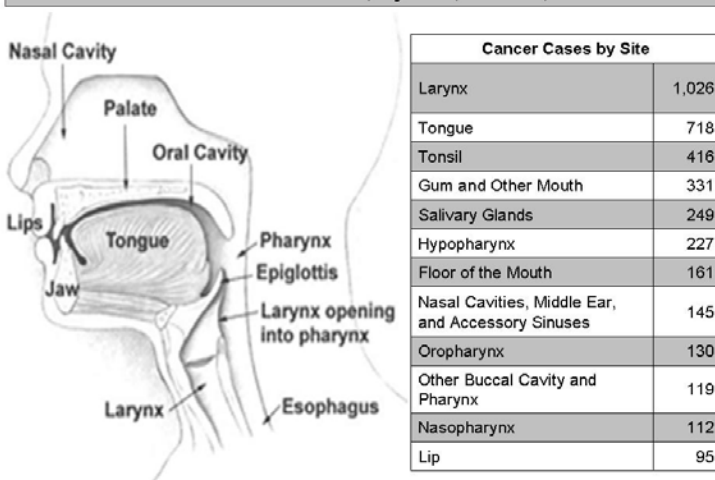 Nasal Cavity
Palate
Oral Cavity
Lips
Tongue
Pharynx
Epiglottis
Jaw
Larynx opening
into pharynx
Larynx
Esophagus
Cancer Cases by Site
Larynx 1,026
Tongue 718
Tonsil 416
Gum and Other Mouth 331
Salivary Glands 249
Hypopharynx 227
Floor of the Mouth 161
Nasal Cavities, Middle Ear,
and Accessory Sinuses 145
Oropharynx 130
Other Buccal Cavity and
Pharynx 119
Nasopharynx 112
Lip 95